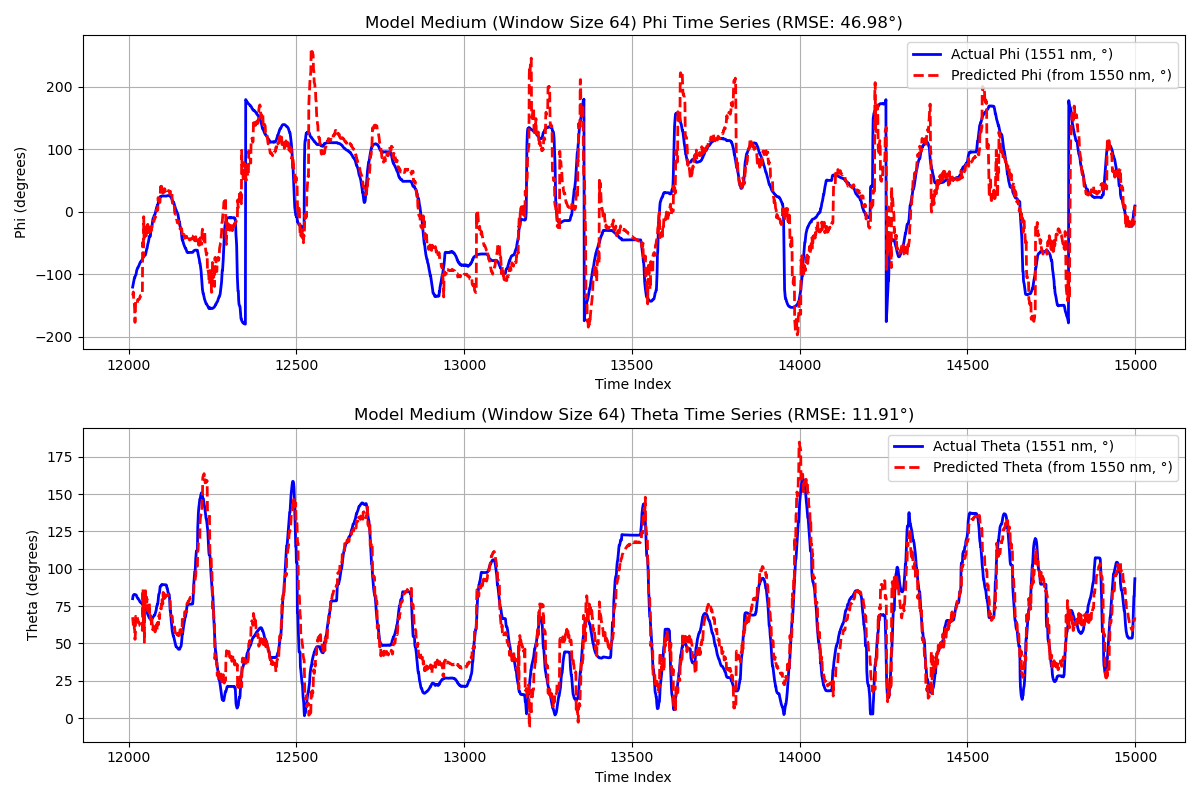 Model Medium (Window Size 64) Phi Time Series (RMSE: 46.98°)
Actual Phi (1551 nm, °)
Predicted Phi (from 1550 nm, °)
Phi (degrees)
200
100
0
−100
−200
12000 12500 13000 13500 14000 14500 15000
Time Index
Model Medium (Window Size 64) Theta Time Series (RMSE: 11.91°)
Actual Theta (1551 nm, °)
Predicted Theta (from 1550 nm, °)
Theta (degrees)
175
150
125
100
75
50
25
0
12000 12500 13000 13500 14000 14500 15000
Time Index